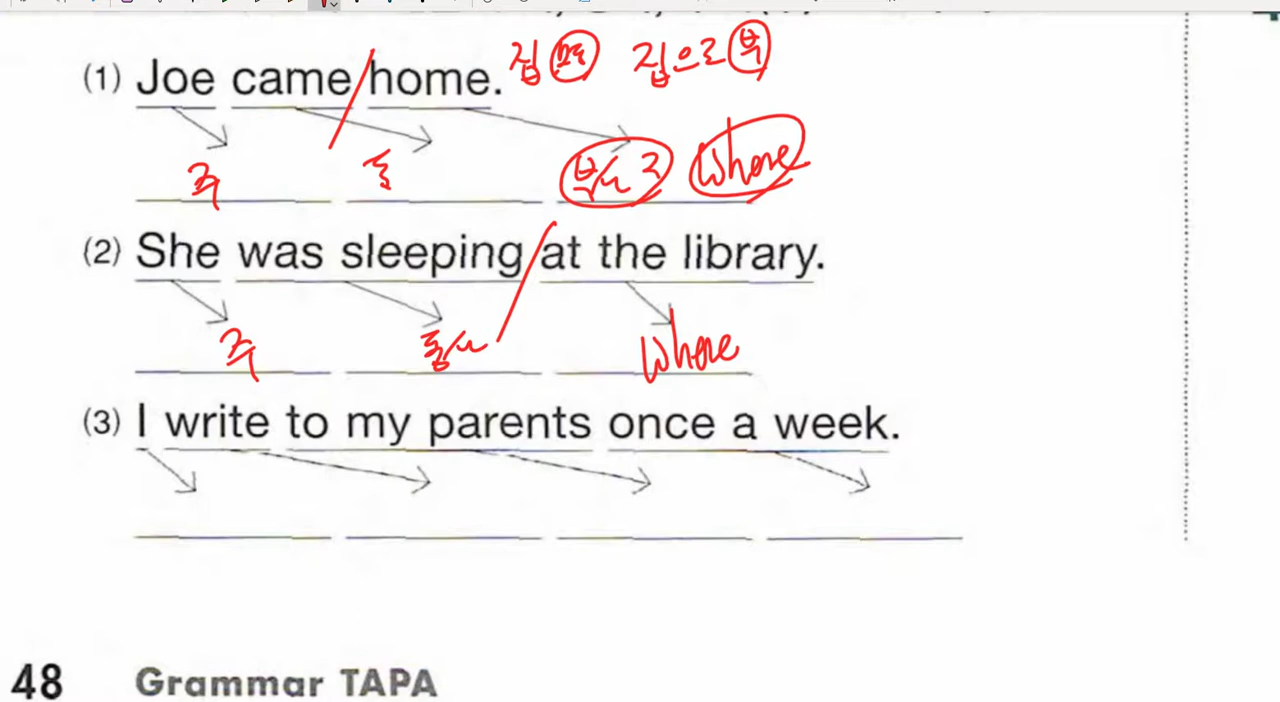 (1) Joe came / home. 집 명 집으로 부
주 동 부사구 where
(2) She was sleeping / at the library.
주 동사 where
(3) I write to my parents once a week.
48 Grammar TAPA